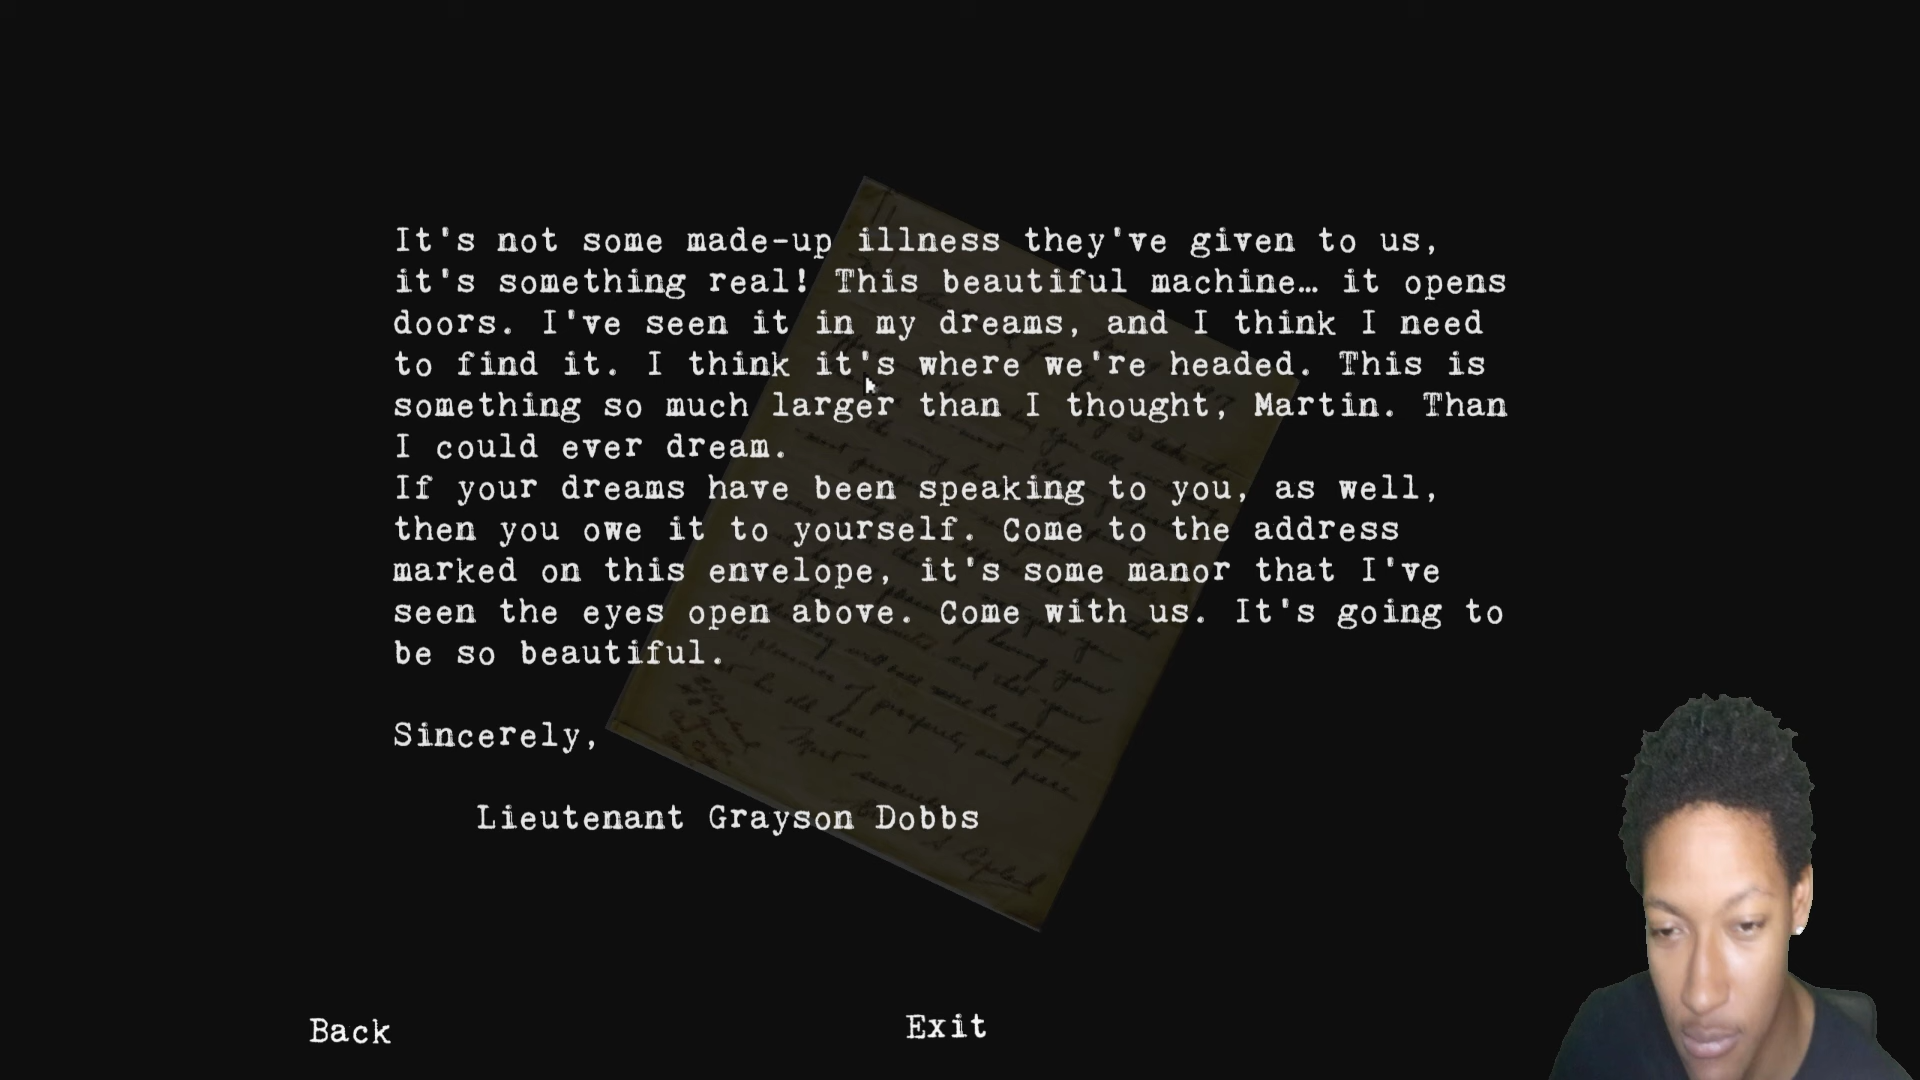 It's not some made-up illness they've given to us,
it's something real! This beautiful machine… it opens
doors. I've seen it in my dreams, and I think I need
to find it. I think it's where we're headed. This is
something so much larger than I thought, Martin. Than
I could ever dream.
If your dreams have been speaking to you, as well,
then you owe it to yourself. Come to the address
marked on this envelope, it's some manor that I've
seen the eyes open above. Come with us. It's going to
be so beautiful.
Sincerely,
Lieutenant Grayson Dobbs
Back
Exit